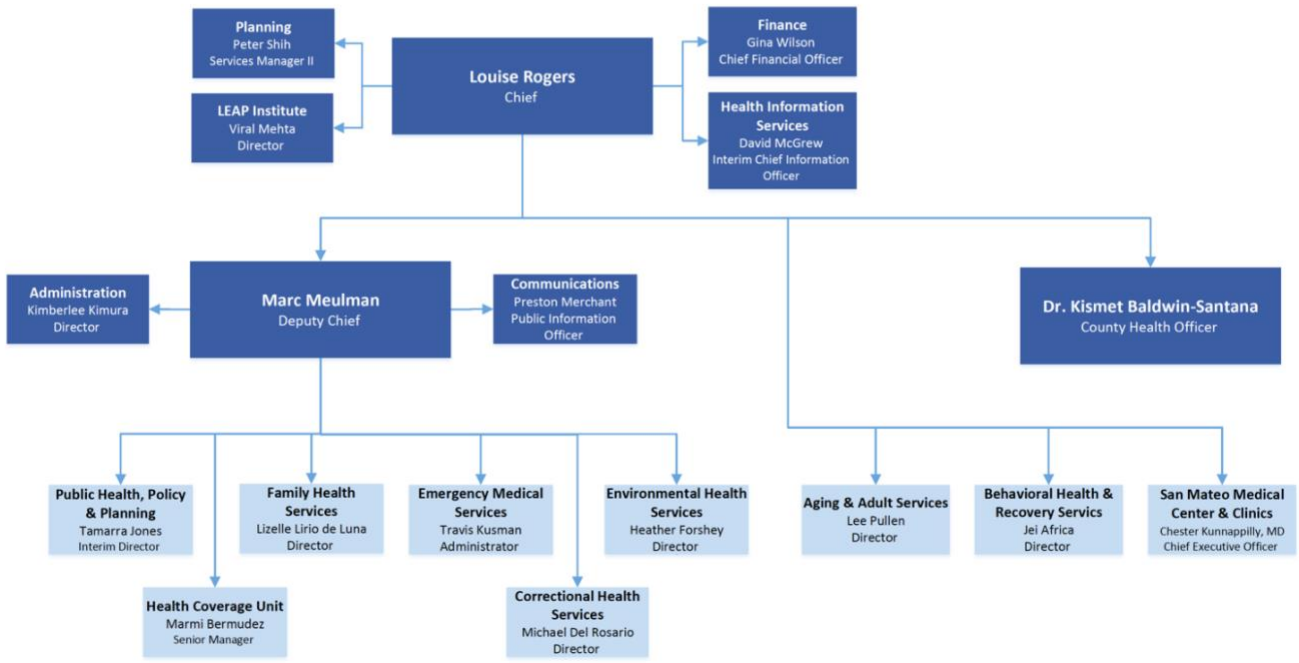 Planning
Peter Shih
Services Manager II
LEAP Institute
Viral Mehta
Director
Louise Rogers
Chief
Finance
Gina Wilson
Chief Financial Officer
Health Information
Services
David McGrew
Interim Chief Information
Officer
Administration
Kimberlee Kimura
Director
Marc Meulman
Deputy Chief
Communications
Preston Merchant
Public Information
Officer
Dr. Kismet Baldwin-Santana
County Health Officer
Public Health, Policy
& Planning
Tamarra Jones
Interim Director
Family Health
Services
Lizelle Lirio de Luna
Director
Emergency Medical
Services
Travis Kusman
Administrator
Environmental Health
Services
Heather Forshey
Director
Aging & Adult Services
Lee Pullen
Director
Behavioral Health &
Recovery Servics
Jei Africa
Director
San Mateo Medical
Center & Clinics
Chester Kunnappilly, MD
Chief Executive Officer
Health Coverage Unit
Marmi Bermudez
Senior Manager
Correctional Health
Services
Michael Del Rosario
Director